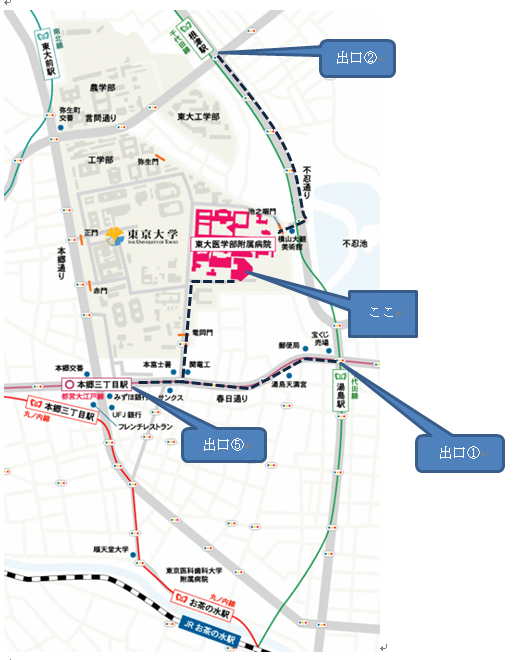 南北線
東大前駅
千代田線
根津駅
出口②
農学部
弥生町
交番
言問通り
東大工学部
工学部
弥生門
不忍通り
池之端門
正門
東京大学
THE UNIVERSITY OF TOKYO
東大医学部附属病院
横山大観
美術館
不忍池
本郷通り
赤門
ここ
竜岡門
宝くじ
売場
郵便局
本郷交番
本富士署
関電工
湯島天満宮
千代田線
湯島駅
本郷三丁目駅
都営大江戸線
みずほ銀行
サンクス
春日通り
本郷三丁目駅
丸ノ内線
UFJ 銀行
フレンチレストラン
出口⑤
出口①
順天堂大学
東京医科歯科大学
附属病院
丸ノ内線
お茶の水駅
JR お茶の水駅